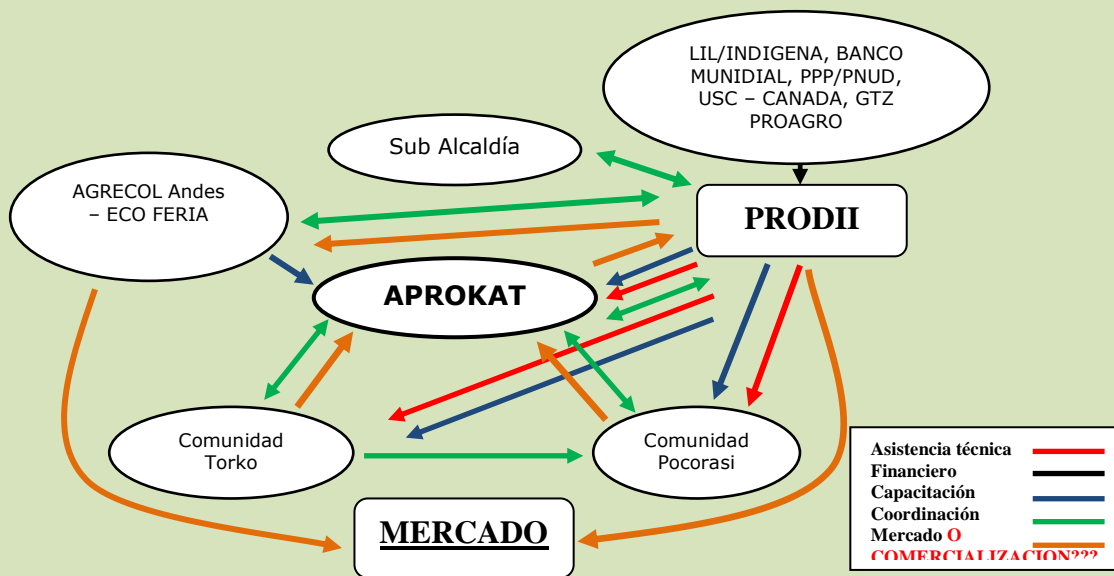 LIL/INDIGENA, BANCO
MUNIDIAL, PPP/PNUD,
USC – CANADA, GTZ
PROAGRO
Sub Alcaldía
AGRECOL Andes
– ECO FERIA
PRODII
APROKAT
Comunidad
Torko
Comunidad
Pocorasi
MERCADO
Asistencia técnica
Financiero
Capacitación
Coordinación
Mercado O
COMERCIALIZACION???